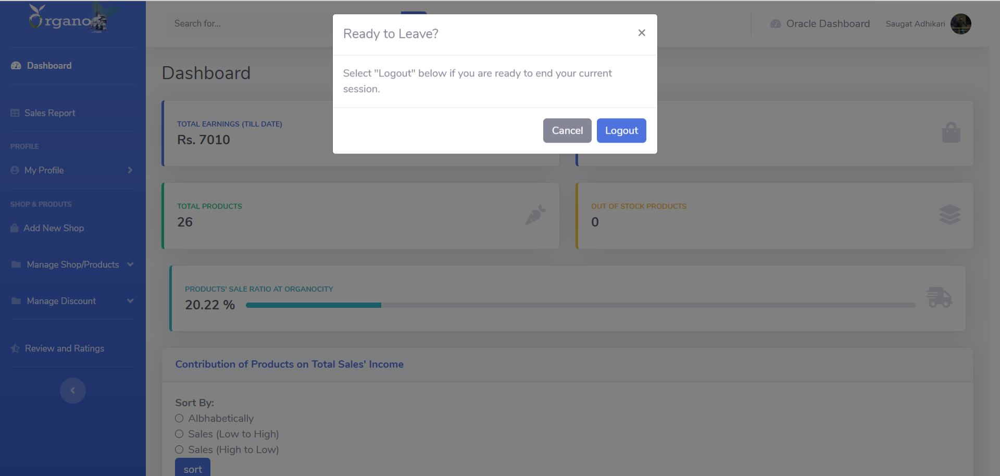 Organo
Dashboard
Sales Report
PROFILE
My Profile
SHOP & PRODUTS
Add New Shop
Manage Shop/Products
Manage Discount
Review and Ratings
Search for...
Oracle Dashboard
Saugat Adhikari
Ready to Leave?
×
Select "Logout" below if you are ready to end your current
session.
Cancel
Logout
Dashboard
TOTAL EARNINGS (TILL DATE)
Rs. 7010
TOTAL PRODUCTS
26
OUT OF STOCK PRODUCTS
0
PRODUCTS' SALE RATIO AT ORGANOCITY
20.22 %
Contribution of Products on Total Sales' Income
Sort By:
Albhabetically
Sales (Low to High)
Sales (High to Low)
sort